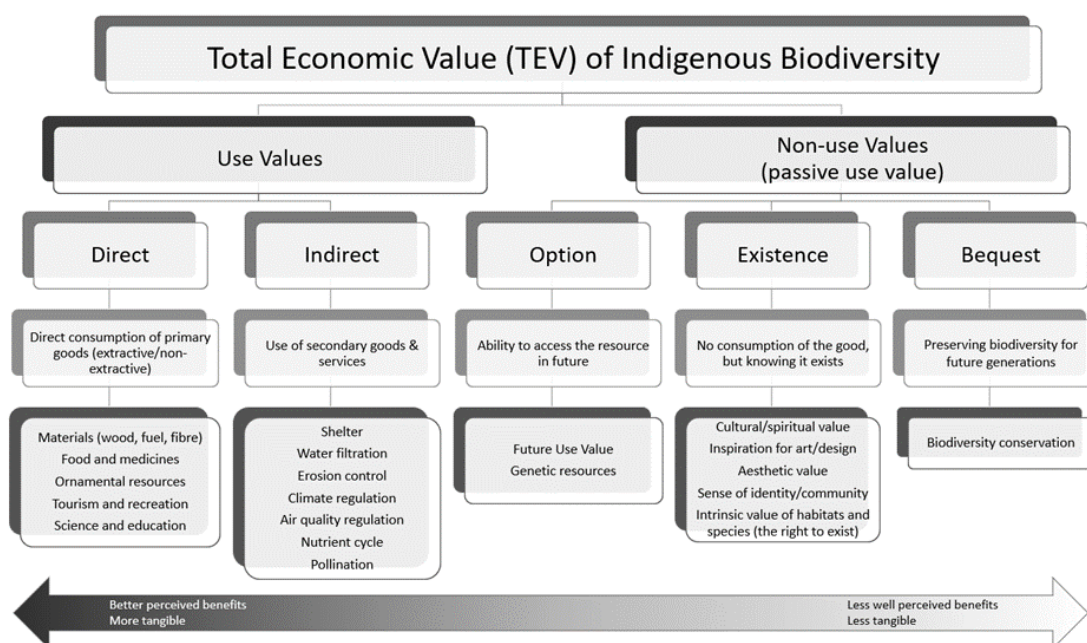 Total Economic Value (TEV) of Indigenous Biodiversity
Use Values
Non-use Values
(passive use value)
Direct
Indirect
Option
Existence
Bequest
Direct consumption of primary
goods (extractive/non-
extractive)
Use of secondary goods &
services
Ability to access the resource
in future
No consumption of the good,
but knowing it exists
Preserving biodiversity for
future generations
Materials (wood, fuel, fibre)
Food and medicines
Ornamental resources
Tourism and recreation
Science and education
Shelter
Water filtration
Erosion control
Climate regulation
Air quality regulation
Nutrient cycle
Pollination
Future Use Value
Genetic resources
Cultural/spiritual value
Inspiration for art/design
Aesthetic value
Sense of identity/community
Intrinsic value of habitats and
species (the right to exist)
Biodiversity conservation
Better perceived benefits
More tangible
Less well perceived benefits
Less tangible